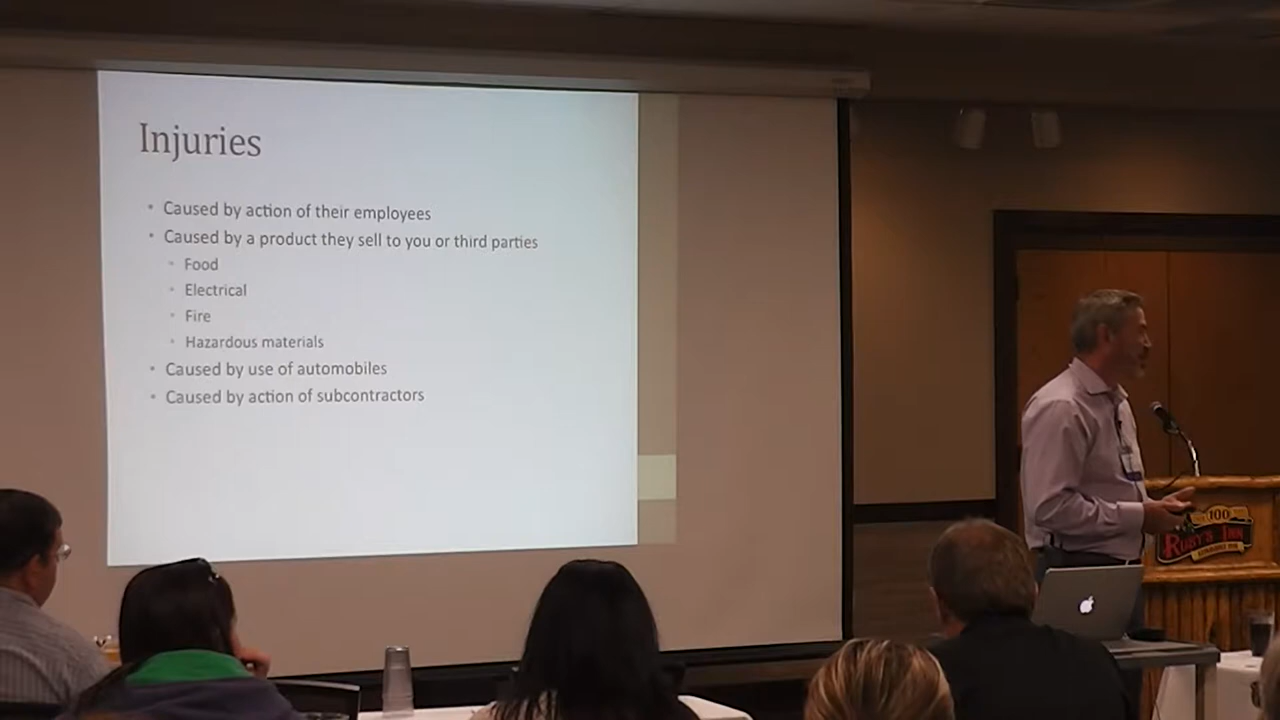 Injuries
• Caused by action of their employees
• Caused by a product they sell to you or third parties
• Food
• Electrical
• Fire
• Hazardous materials
• Caused by use of automobiles
• Caused by action of subcontractors
100
RUBY'S INN